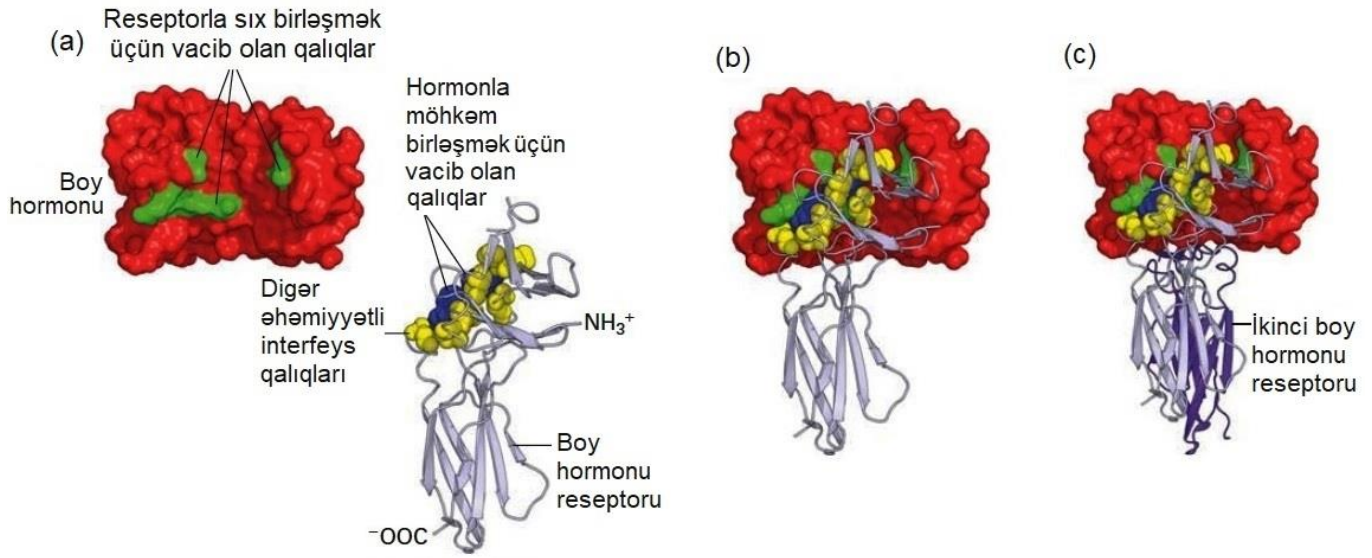 (a)
Reseptorla sıx birləşmək
üçün vacib olan qalıqlar
Boy
hormonu
Hormonla
möhkəm
birləşmək üçün
vacib olan
qalıqlar
Digər
əhəmiyyətli
interfeys
qalıqları
NH₃⁺
Boy
hormonu
reseptoru
⁻OOC
(b)
(c)
İkinci boy
hormonu
reseptoru